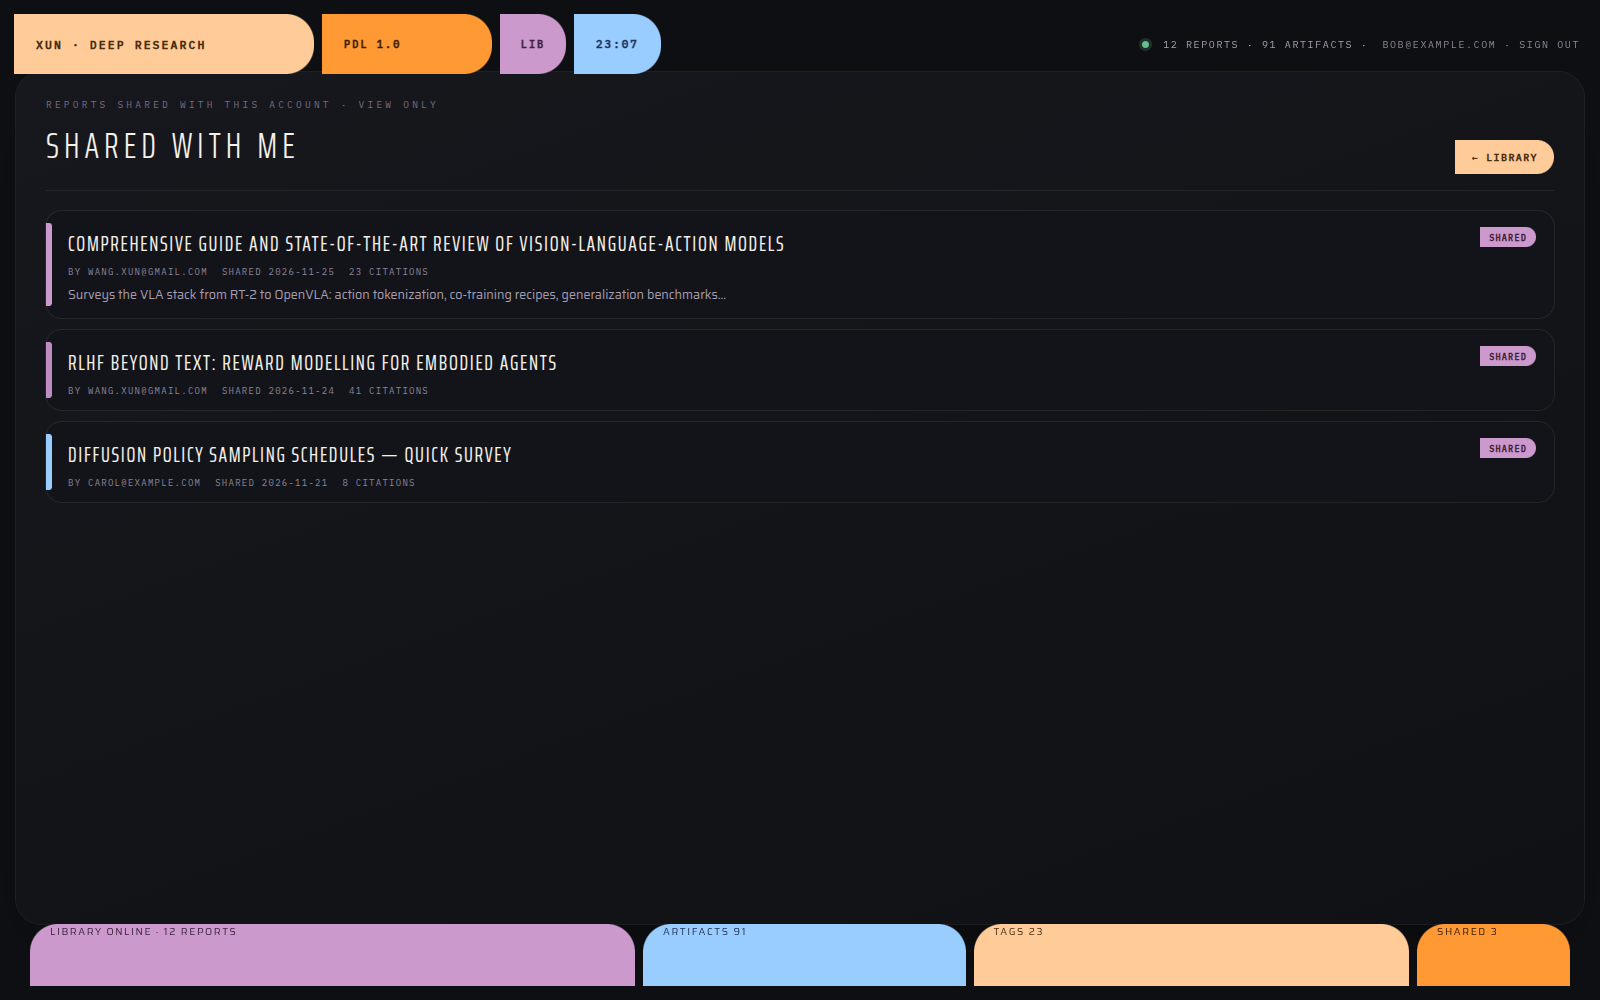 XUN · DEEP RESEARCH
PDL 1.0
LIB
23:07
12 REPORTS · 91 ARTIFACTS · BOB@EXAMPLE.COM · SIGN OUT
REPORTS SHARED WITH THIS ACCOUNT · VIEW ONLY
SHARED WITH ME
← LIBRARY
COMPREHENSIVE GUIDE AND STATE-OF-THE-ART REVIEW OF VISION-LANGUAGE-ACTION MODELS
SHARED
BY WANG.XUN@GMAIL.COM SHARED 2026-11-25 23 CITATIONS
Surveys the VLA stack from RT-2 to OpenVLA: action tokenization, co-training recipes, generalization benchmarks...
RLHF BEYOND TEXT: REWARD MODELLING FOR EMBODIED AGENTS
SHARED
BY WANG.XUN@GMAIL.COM SHARED 2026-11-24 41 CITATIONS
DIFFUSION POLICY SAMPLING SCHEDULES — QUICK SURVEY
SHARED
BY CAROL@EXAMPLE.COM SHARED 2026-11-21 8 CITATIONS
LIBRARY ONLINE · 12 REPORTS
ARTIFACTS 91
TAGS 23
SHARED 3